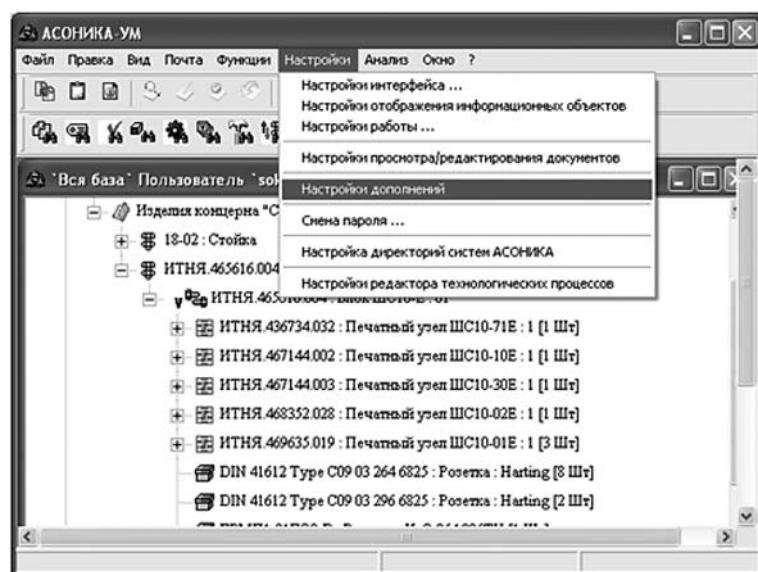 АСОНИКА-УМ
Файл Правка Вид Почта Функции Настройки Анализ Окно ?
Настройки интерфейса ...
Настройки отображения информационных объектов
Настройки работы ...
Настройки просмотра/редактирования документов
Настройки дополнений
Смена пароля ...
Настройка директорий систем АСОНИКА
Настройки редактора технологических процессов
`Вся база` Пользователь `sol
Изделия концерна "С
18-02 : Стойка
ИТНЯ.465616.004
ИТНЯ.436734.032 : Печатный узел ШС10-71Е : 1 [1 Шт]
ИТНЯ.467144.002 : Печатный узел ШС10-10Е : 1 [1 Шт]
ИТНЯ.467144.003 : Печатный узел ШС10-30Е : 1 [1 Шт]
ИТНЯ.468352.028 : Печатный узел ШС10-02Е : 1 [1 Шт]
ИТНЯ.469635.019 : Печатный узел ШС10-01Е : 1 [3 Шт]
DIN 41612 Type C09 03 264 6825 : Розетка : Harting [8 Шт]
DIN 41612 Type C09 03 296 6825 : Розетка : Harting [2 Шт]